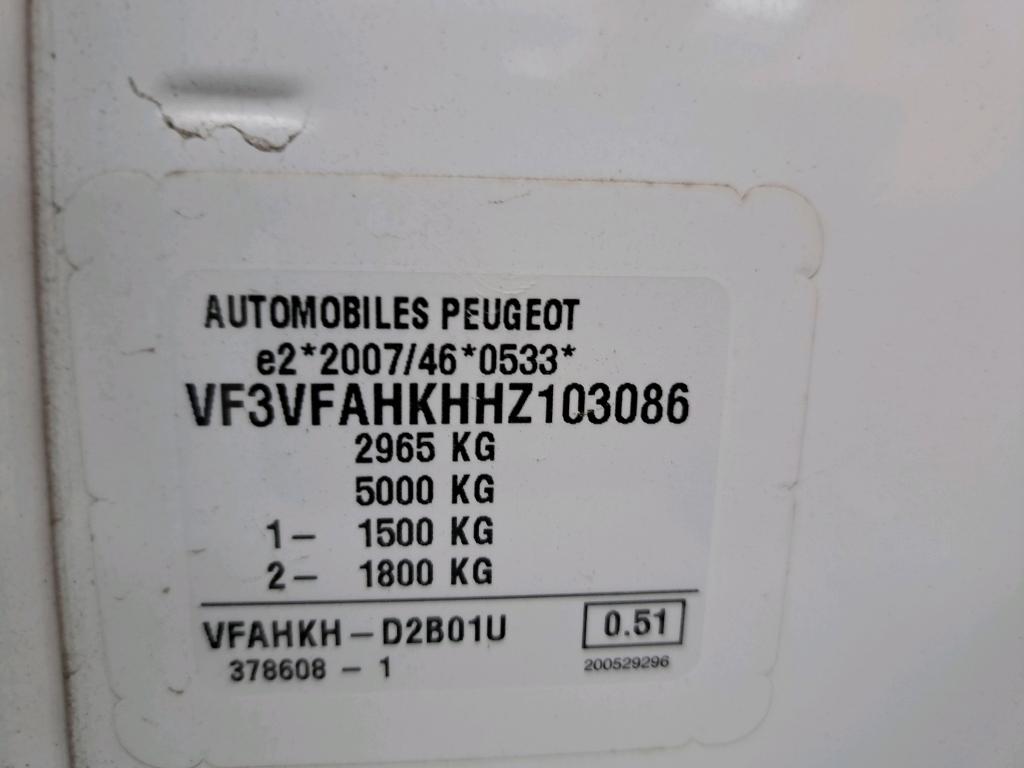 AUTOMOBILES PEUGEOT
e2*2007/46*0533*
VF3VFAHKHHZ103086
2965 KG
5000 KG
1- 1500 KG
2- 1800 KG
VFAHKH-D2B01U 0.51
378608-1 200529296